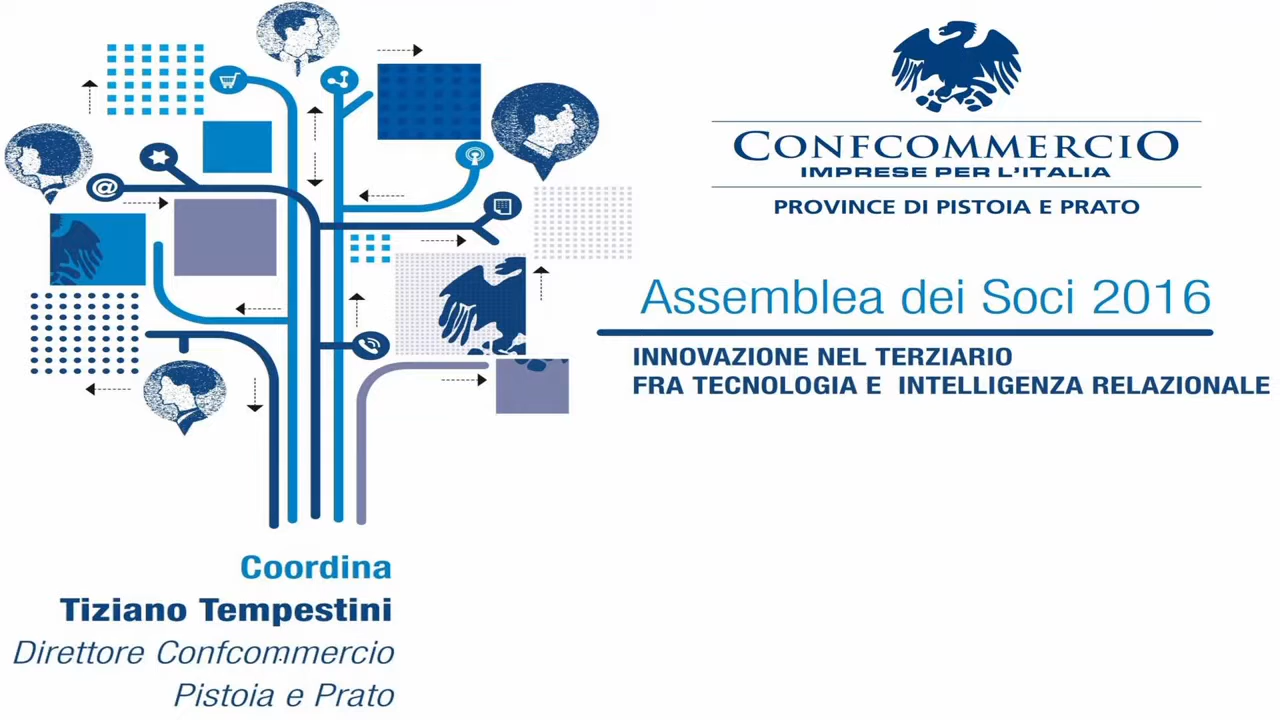 CONFCOMMERCIO
IMPRESE PER L'ITALIA
PROVINCE DI PISTOIA E PRATO
Assemblea dei Soci 2016
INNOVAZIONE NEL TERZIARIO
FRA TECNOLOGIA E INTELLIGENZA RELAZIONALE
@
Coordina
Tiziano Tempestini
Direttore Confcommercio
Pistoia e Prato